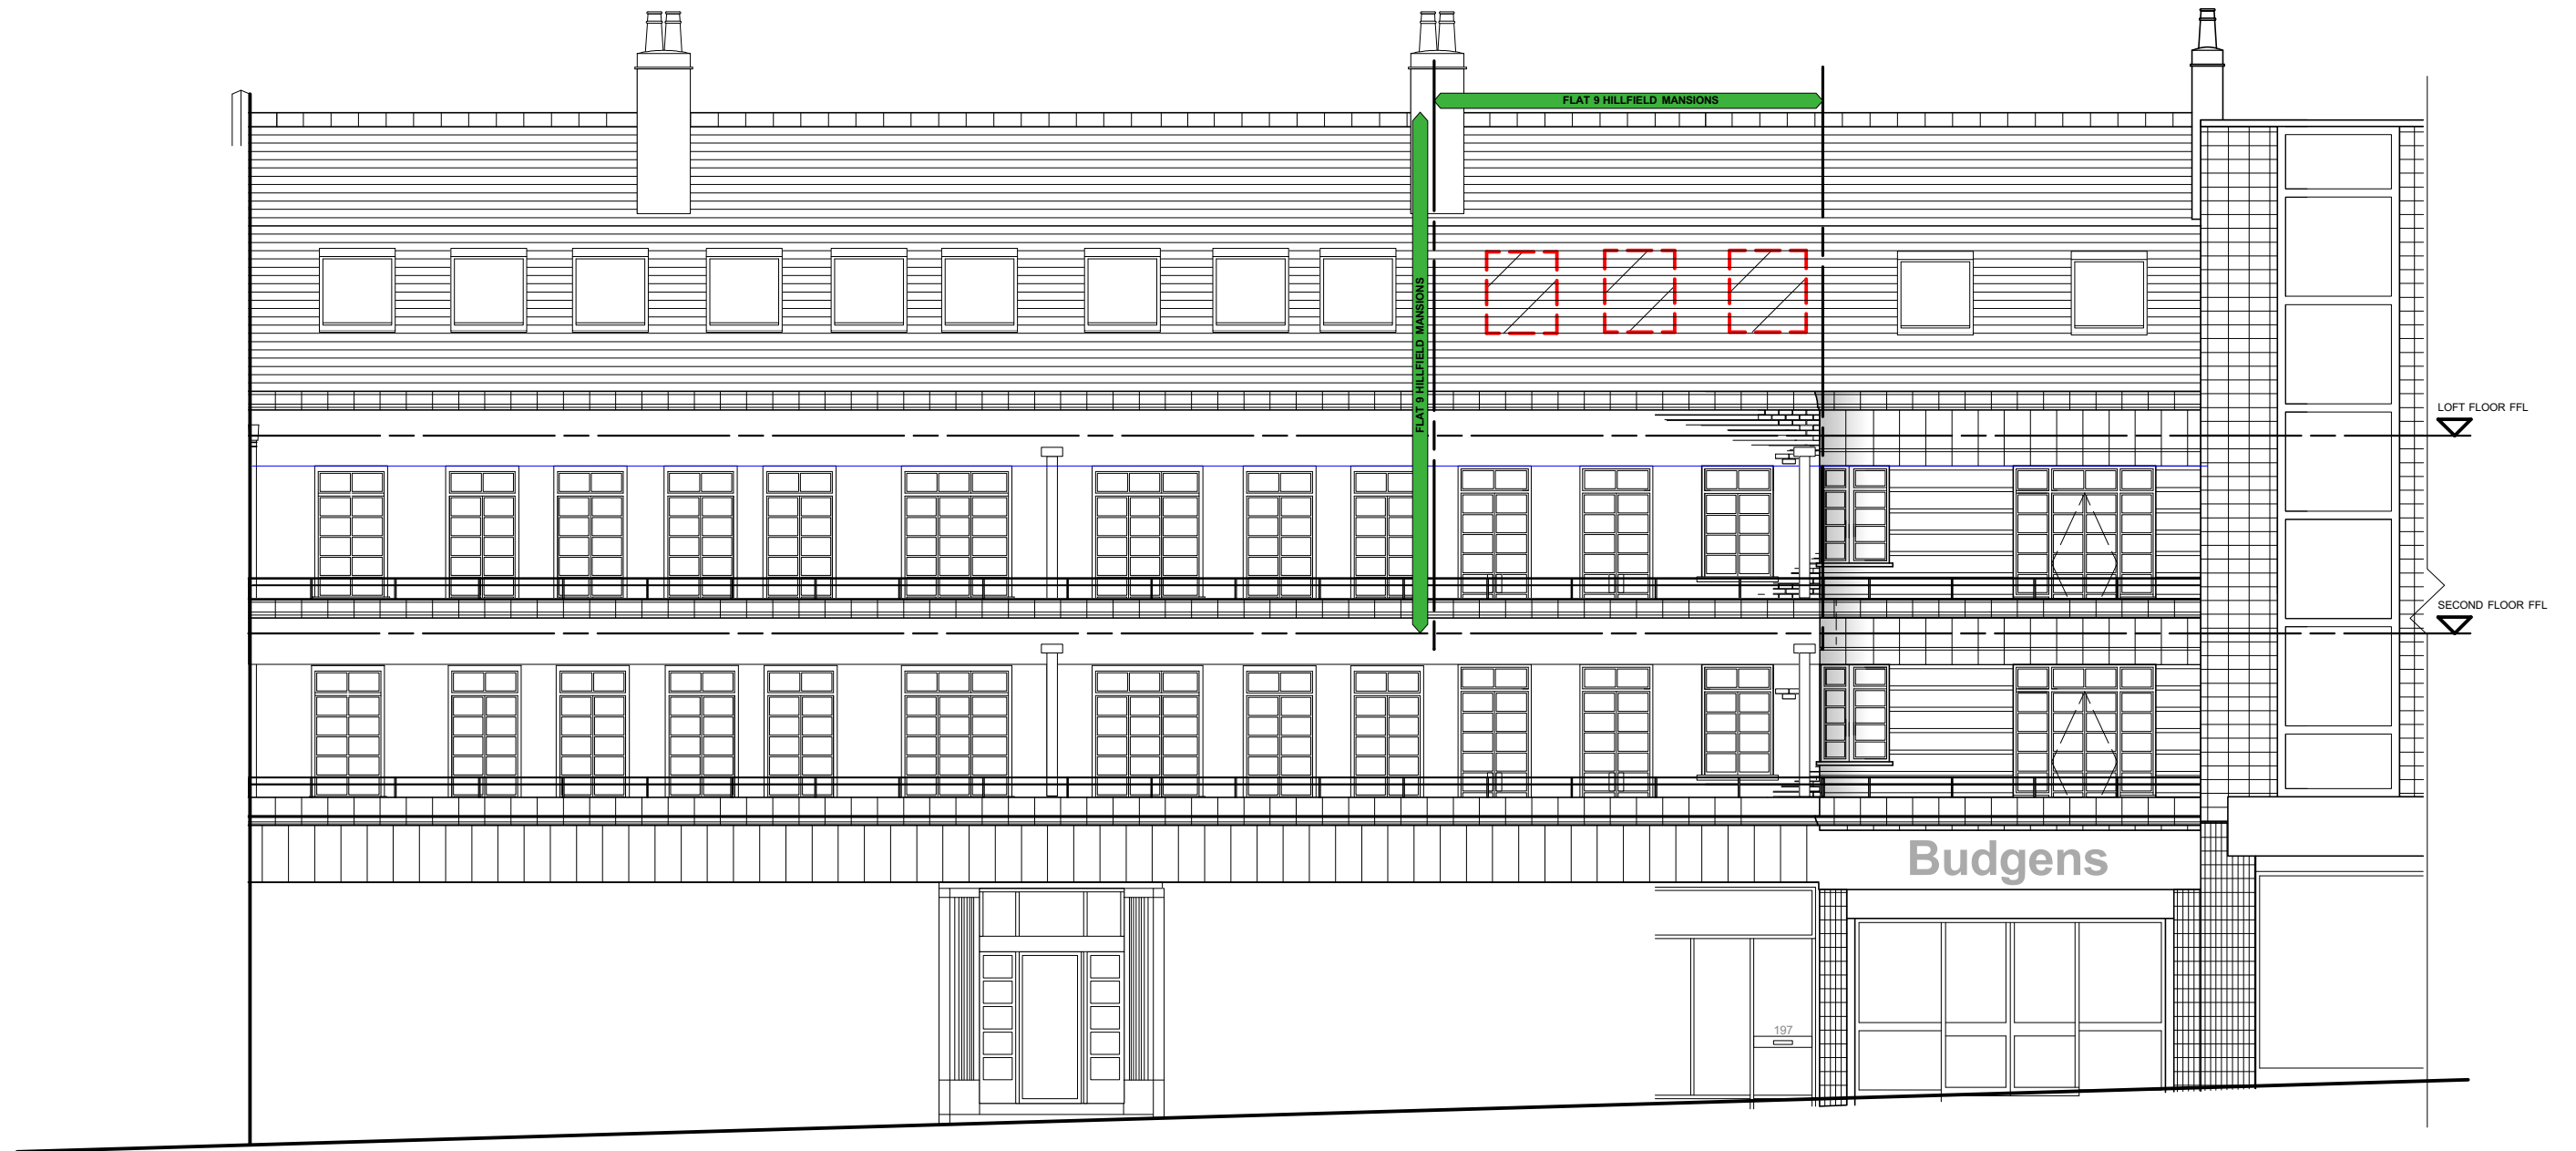 FLAT 9 HILLFIELD MANSIONS
FLAT 9 HILLFIELD MANSIONS
LOFT FLOOR FFL
SECOND FLOOR FFL
Budgens
197